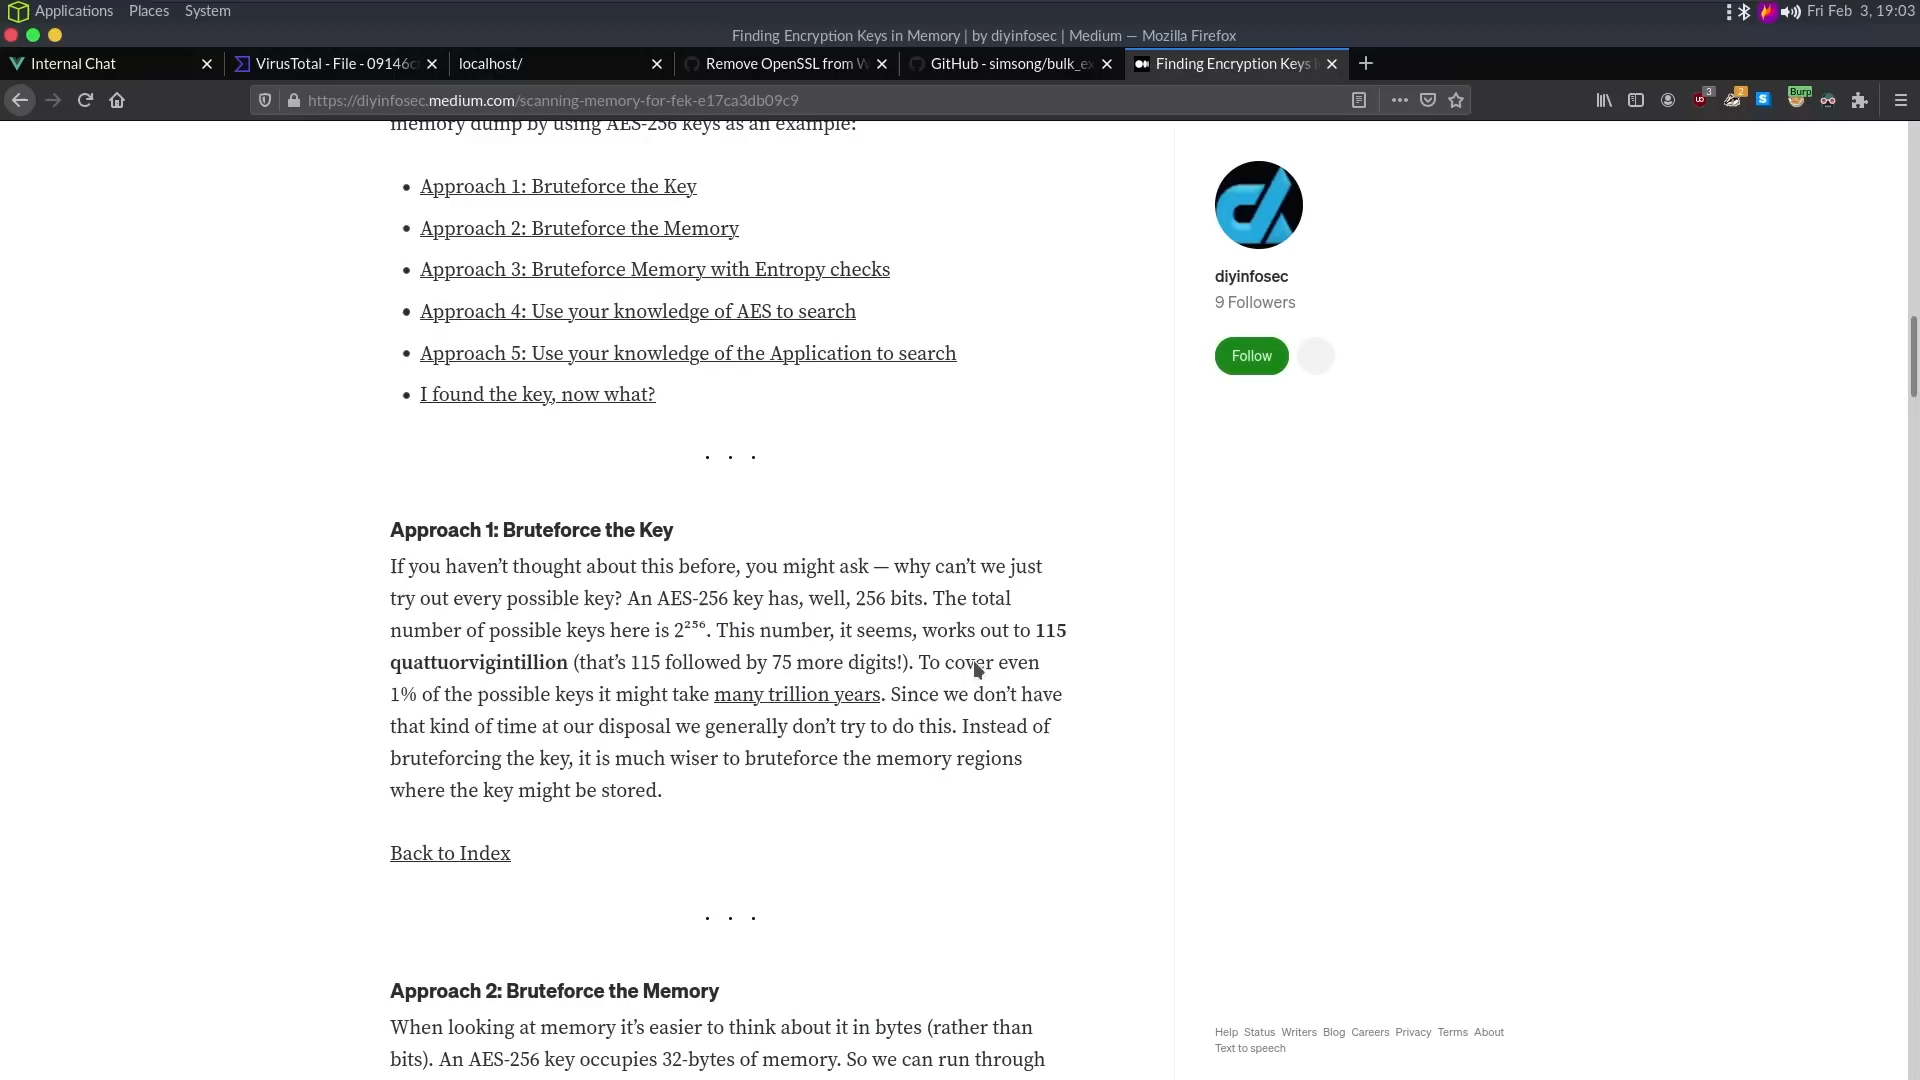 Applications Places System
Fri Feb 3, 19:03
Finding Encryption Keys in Memory | by diyinfosec | Medium — Mozilla Firefox
Internal Chat
VirusTotal - File - 09146c
localhost/
Remove OpenSSL from W
GitHub - simsong/bulk_ex
Finding Encryption Keys
https://diyinfosec.medium.com/scanning-memory-for-fek-e17ca3db09c9
3
2
S
Burp
memory dump by using AES-256 keys as an example:
• Approach 1: Bruteforce the Key
• Approach 2: Bruteforce the Memory
• Approach 3: Bruteforce Memory with Entropy checks
• Approach 4: Use your knowledge of AES to search
• Approach 5: Use your knowledge of the Application to search
• I found the key, now what?
. . .
Approach 1: Bruteforce the Key
If you haven’t thought about this before, you might ask — why can’t we just
try out every possible key? An AES-256 key has, well, 256 bits. The total
number of possible keys here is 2²⁵⁶. This number, it seems, works out to 115
quattuorvigintillion (that’s 115 followed by 75 more digits!). To cover even
1% of the possible keys it might take many trillion years. Since we don’t have
that kind of time at our disposal we generally don’t try to do this. Instead of
bruteforcing the key, it is much wiser to bruteforce the memory regions
where the key might be stored.
Back to Index
. . .
Approach 2: Bruteforce the Memory
When looking at memory it’s easier to think about it in bytes (rather than
bits). An AES-256 key occupies 32-bytes of memory. So we can run through
diyinfosec
9 Followers
Follow
Help Status Writers Blog Careers Privacy Terms About
Text to speech